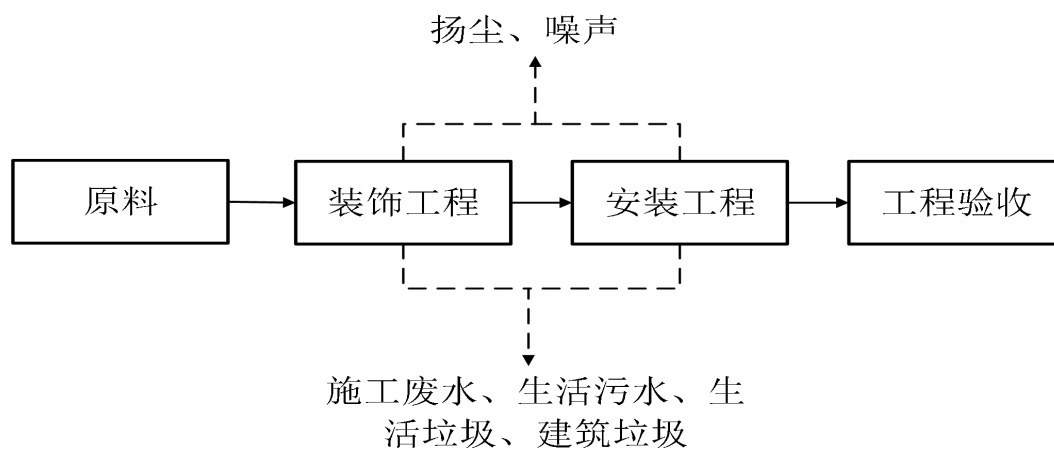 扬尘、噪声
原料
装饰工程
安装工程
工程验收
施工废水、生活污水、生
活垃圾、建筑垃圾